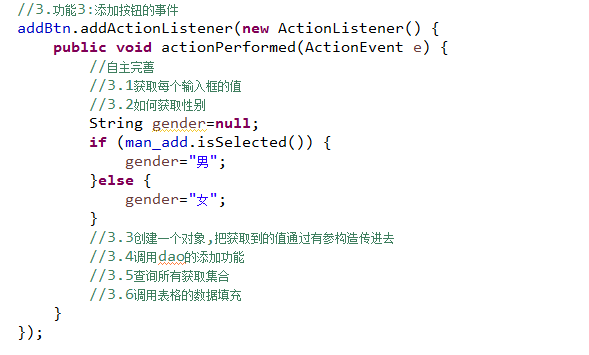 //3.功能3:添加按钮的事件
addBtn.addActionListener(new ActionListener() {
public void actionPerformed(ActionEvent e) {
//自主完善
//3.1获取每个输入框的值
//3.2如何获取性别
String gender=null;
if (man_add.isSelected()) {
gender="男";
}else {
gender="女";
}
//3.3创建一个对象,把获取到的值通过有参构造传进去
//3.4调用dao的添加功能
//3.5查询所有获取集合
//3.6调用表格的数据填充
}
});